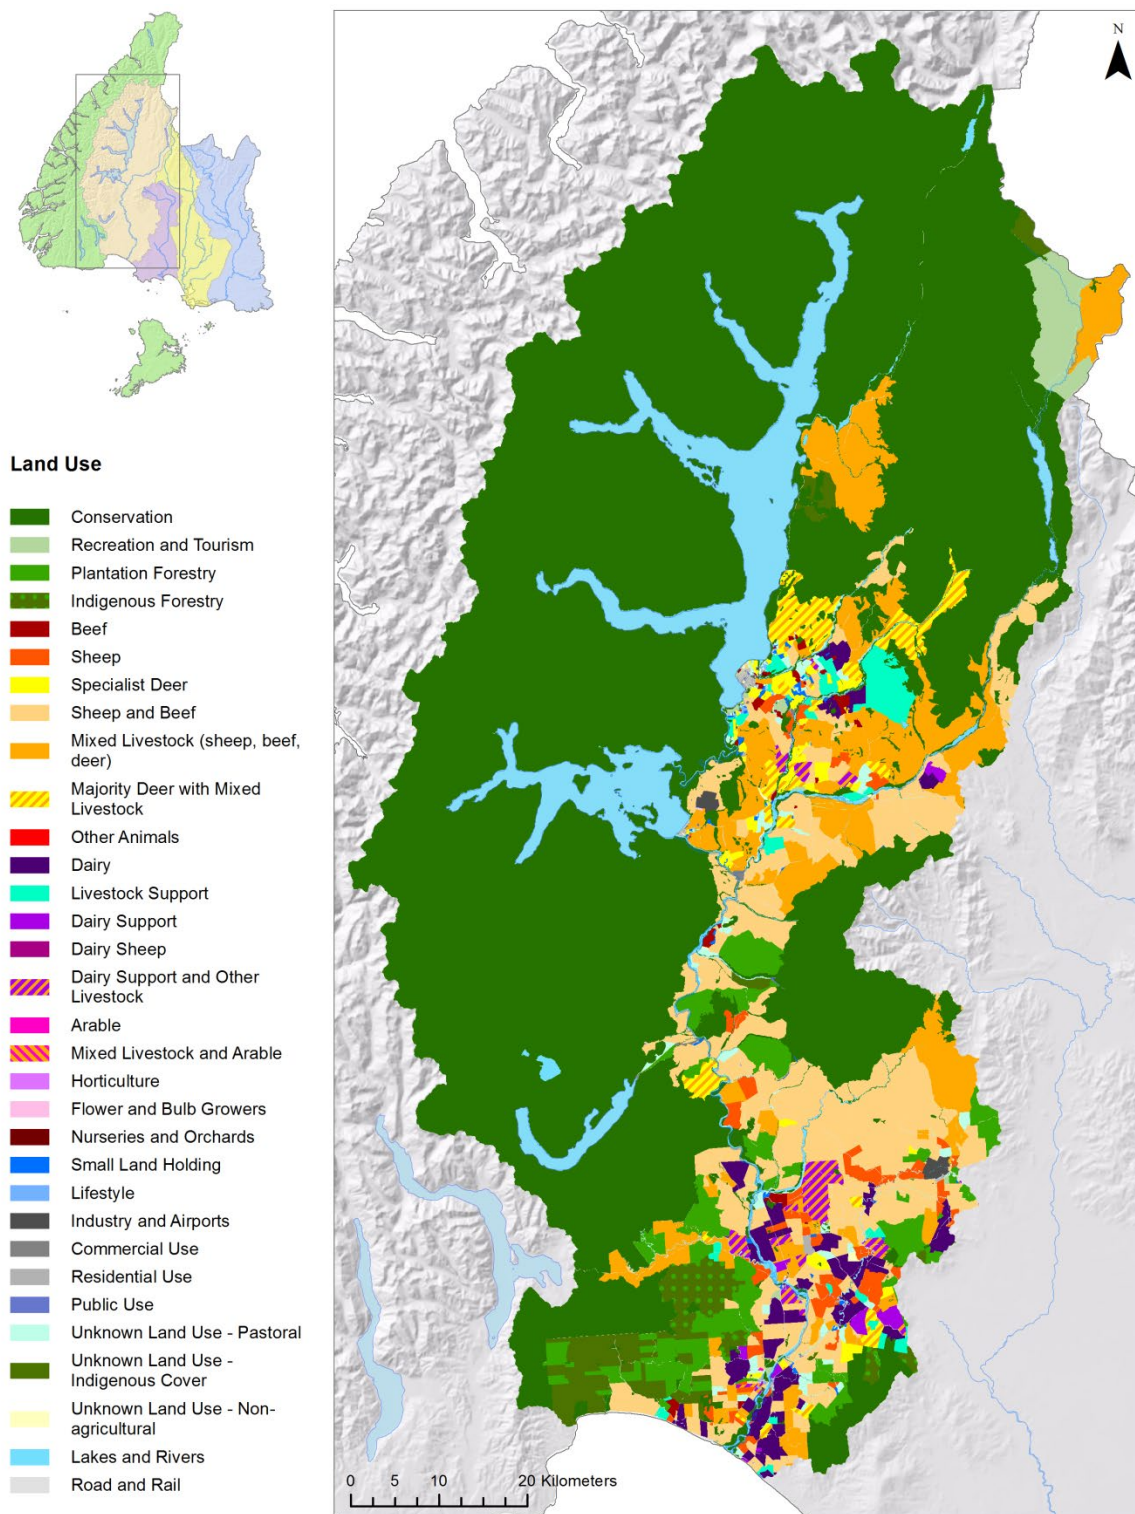 N
Land Use
Conservation
Recreation and Tourism
Plantation Forestry
Indigenous Forestry
Beef
Sheep
Specialist Deer
Sheep and Beef
Mixed Livestock (sheep, beef,
deer)
Majority Deer with Mixed
Livestock
Other Animals
Dairy
Livestock Support
Dairy Support
Dairy Sheep
Dairy Support and Other
Livestock
Arable
Mixed Livestock and Arable
Horticulture
Flower and Bulb Growers
Nurseries and Orchards
Small Land Holding
Lifestyle
Industry and Airports
Commercial Use
Residential Use
Public Use
Unknown Land Use - Pastoral
Unknown Land Use -
Indigenous Cover
Unknown Land Use - Non-
agricultural
Lakes and Rivers
Road and Rail
0 5 10 20 Kilometers